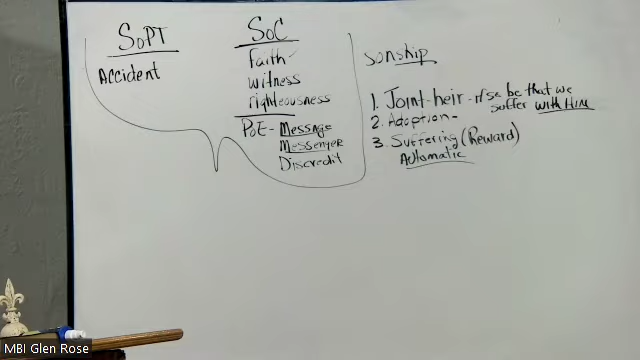 SoPT
Accident
SoC
faith
witness
righteousness
PoE - Message
Messenger
Discredit
sonship
1. Joint-heir - if so be that we
suffer with Him
2. Adoption -
3. Suffering (Reward)
Automatic
MBI Glen Rose